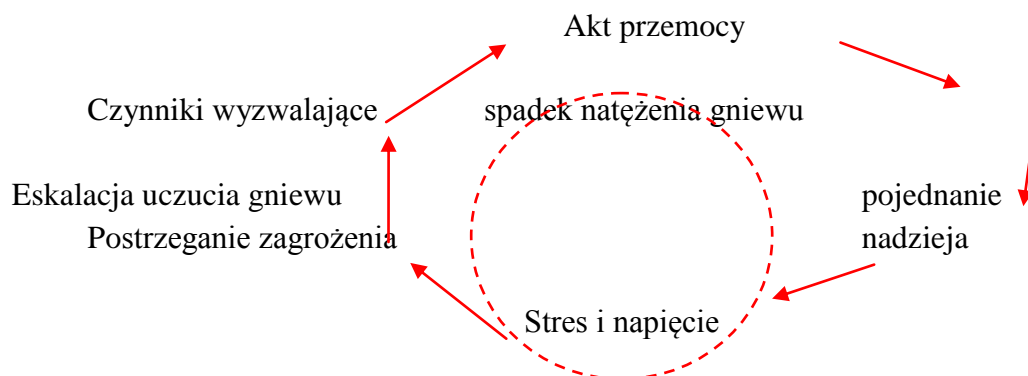 Akt przemocy
Czynniki wyzwalające spadek natężenia gniewu
Eskalacja uczucia gniewu pojednanie
Postrzeganie zagrożenia nadzieja
Stres i napięcie